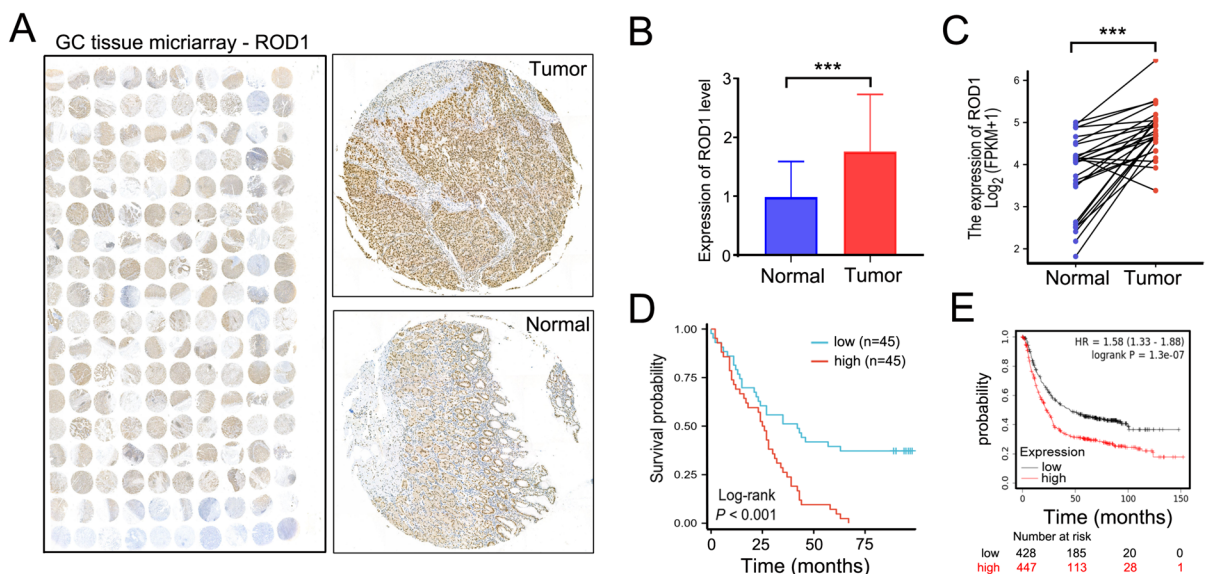 A
GC tissue micriarray - ROD1
Tumor
Normal
B
Expression of ROD1 level
3
2
1
0
***
Normal Tumor
C
The expression of ROD1
Log2 (FPKM+1)
6
5
4
3
2
***
Normal Tumor
D
Survival probability
1.00
0.75
0.50
0.25
0.00
low (n=45)
high (n=45)
Log-rank
P < 0.001
0 25 50 75
Time (months)
E
probability
1.0
0.8
0.6
0.4
0.2
0.0
HR = 1.58 (1.33 - 1.88)
logrank P = 1.3e-07
Expression
low
high
0 50 100 150
Time (months)
Number at risk
low 428 185 20 0
high 447 113 28 1